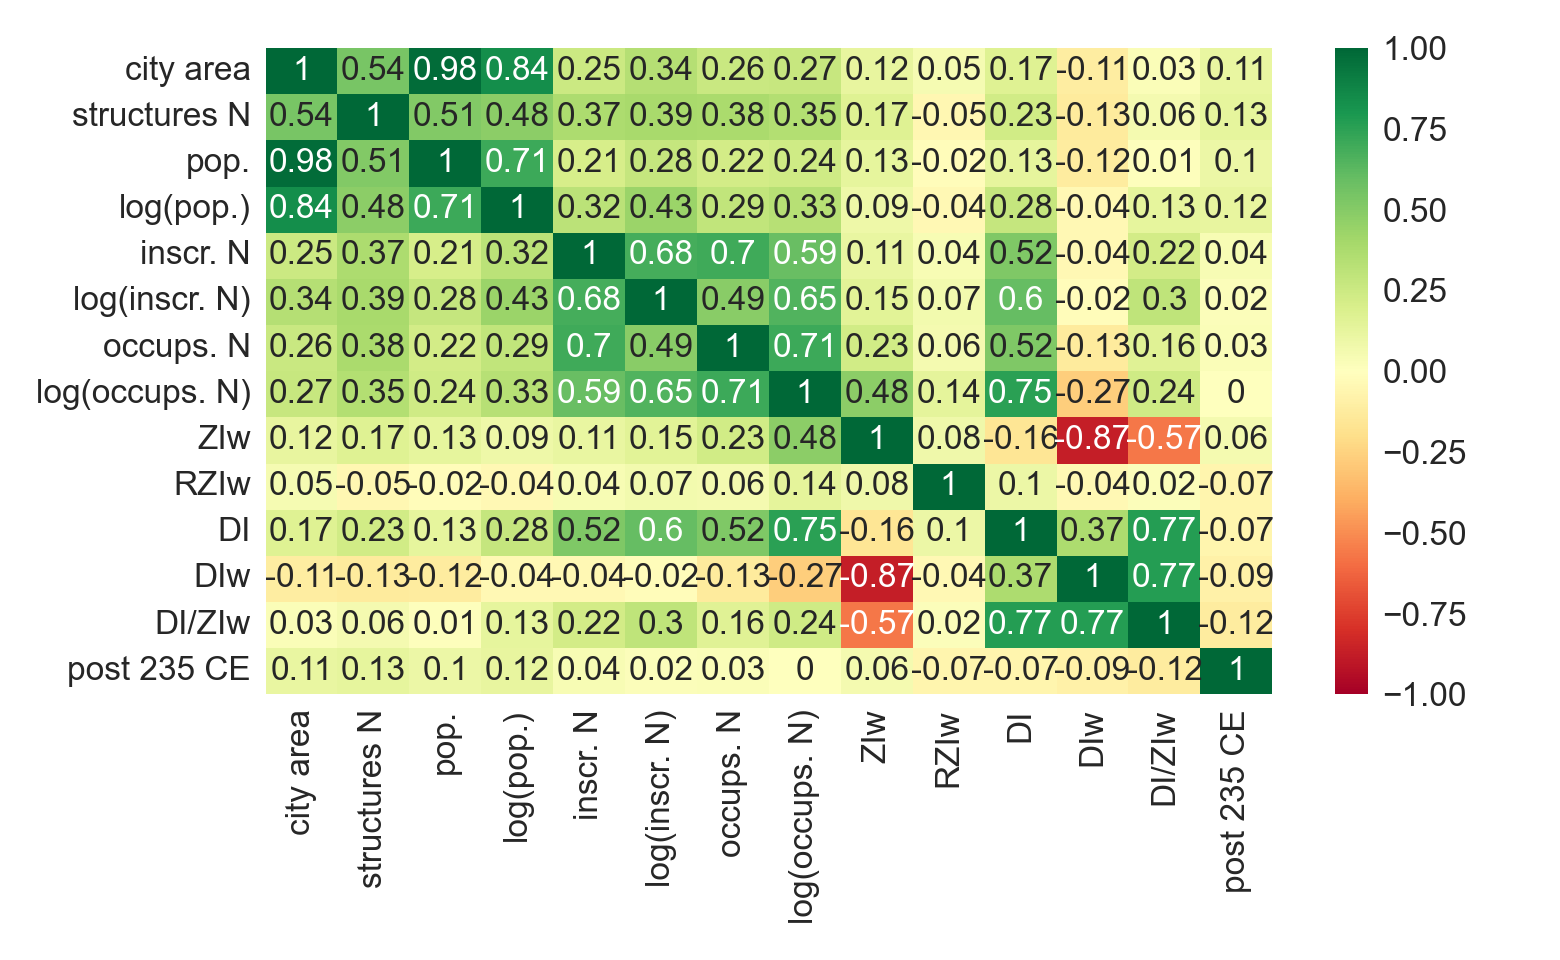 city area 1 0.54 0.98 0.84 0.25 0.34 0.26 0.27 0.12 0.05 0.17 -0.11 0.03 0.11
structures N 0.54 1 0.51 0.48 0.37 0.39 0.38 0.35 0.17 -0.05 0.23 -0.13 0.06 0.13
pop. 0.98 0.51 1 0.71 0.21 0.28 0.22 0.24 0.13 -0.02 0.13 -0.12 0.01 0.1
log(pop.) 0.84 0.48 0.71 1 0.32 0.43 0.29 0.33 0.09 -0.04 0.28 -0.04 0.13 0.12
inscr. N 0.25 0.37 0.21 0.32 1 0.68 0.7 0.59 0.11 0.04 0.52 -0.04 0.22 0.04
log(inscr. N) 0.34 0.39 0.28 0.43 0.68 1 0.49 0.65 0.15 0.07 0.6 -0.02 0.3 0.02
occups. N 0.26 0.38 0.22 0.29 0.7 0.49 1 0.71 0.23 0.06 0.52 -0.13 0.16 0.03
log(occups. N) 0.27 0.35 0.24 0.33 0.59 0.65 0.71 1 0.48 0.14 0.75 -0.27 0.24 0
ZIw 0.12 0.17 0.13 0.09 0.11 0.15 0.23 0.48 1 0.08 -0.16 -0.87 -0.57 0.06
RZIw 0.05 -0.05 -0.02 -0.04 0.04 0.07 0.06 0.14 0.08 1 0.1 -0.04 0.02 -0.07
DI 0.17 0.23 0.13 0.28 0.52 0.6 0.52 0.75 -0.16 0.1 1 0.37 0.77 -0.07
DIw -0.11 -0.13 -0.12 -0.04 -0.04 -0.02 -0.13 -0.27 -0.87 -0.04 0.37 1 0.77 -0.09
DI/ZIw 0.03 0.06 0.01 0.13 0.22 0.3 0.16 0.24 -0.57 0.02 0.77 0.77 1 -0.12
post 235 CE 0.11 0.13 0.1 0.12 0.04 0.02 0.03 0 0.06 -0.07 -0.07 -0.09 -0.12 1
city area
structures N
pop.
log(pop.)
inscr. N
log(inscr. N)
occups. N
log(occups. N)
ZIw
RZIw
DI
DIw
DI/ZIw
post 235 CE
1.00
0.75
0.50
0.25
0.00
−0.25
−0.50
−0.75
−1.00